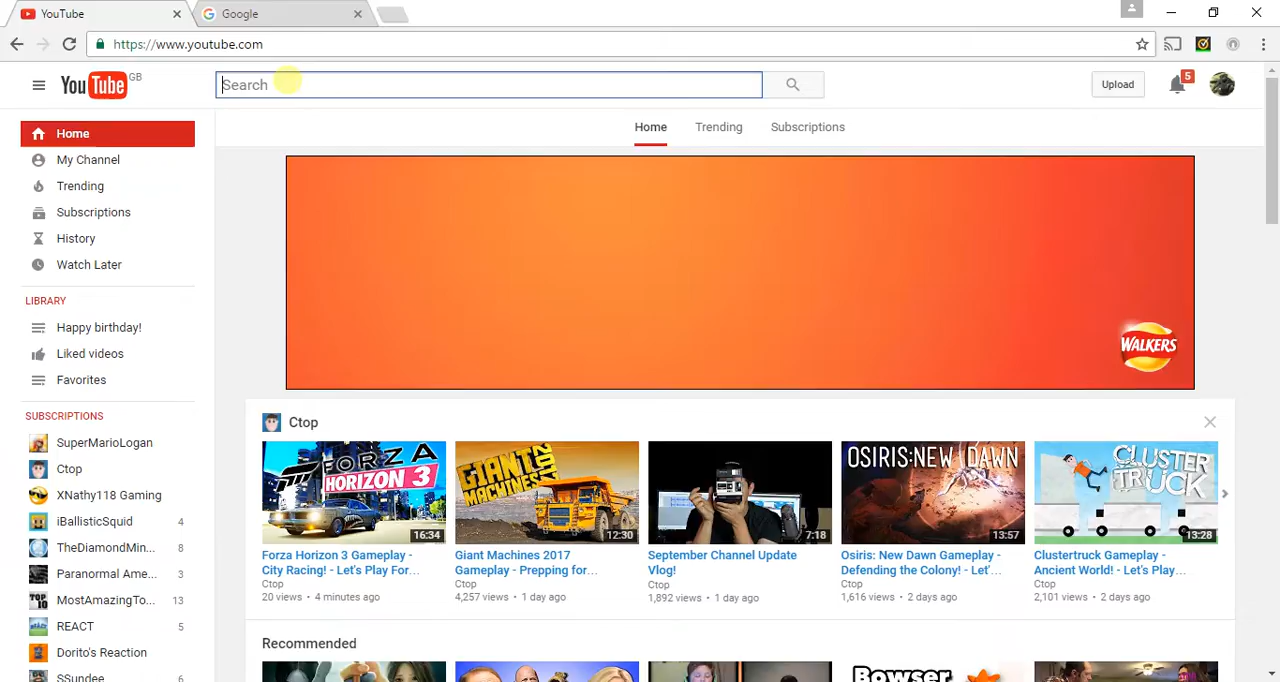 YouTube
Google
https://www.youtube.com
YouTube GB
Search
Upload
5
Home
Trending
Subscriptions
Home
My Channel
Trending
Subscriptions
History
Watch Later
LIBRARY
Happy birthday!
Liked videos
Favorites
SUBSCRIPTIONS
SuperMarioLogan
Ctop
XNathy118 Gaming
iBallisticSquid 4
TheDiamondMin... 8
Paranormal Ame... 3
MostAmazingTo... 13
REACT 5
Dorito's Reaction
SSundee 6
WALKERS
Ctop
FORZA
HORIZON 3
16:34
Forza Horizon 3 Gameplay -
City Racing! - Let's Play For...
Ctop
20 views • 4 minutes ago
GIANT
MACHINES
12:30
Giant Machines 2017
Gameplay - Prepping for...
Ctop
4,257 views • 1 day ago
7:18
September Channel Update
Vlog!
Ctop
1,892 views • 1 day ago
OSIRIS: NEW DAWN
13:57
Osiris: New Dawn Gameplay -
Defending the Colony! - Let'...
Ctop
1,616 views • 2 days ago
CLUSTER
TRUCK
13:28
Clustertruck Gameplay -
Ancient World! - Let's Play...
Ctop
2,101 views • 2 days ago
Recommended
Bowser